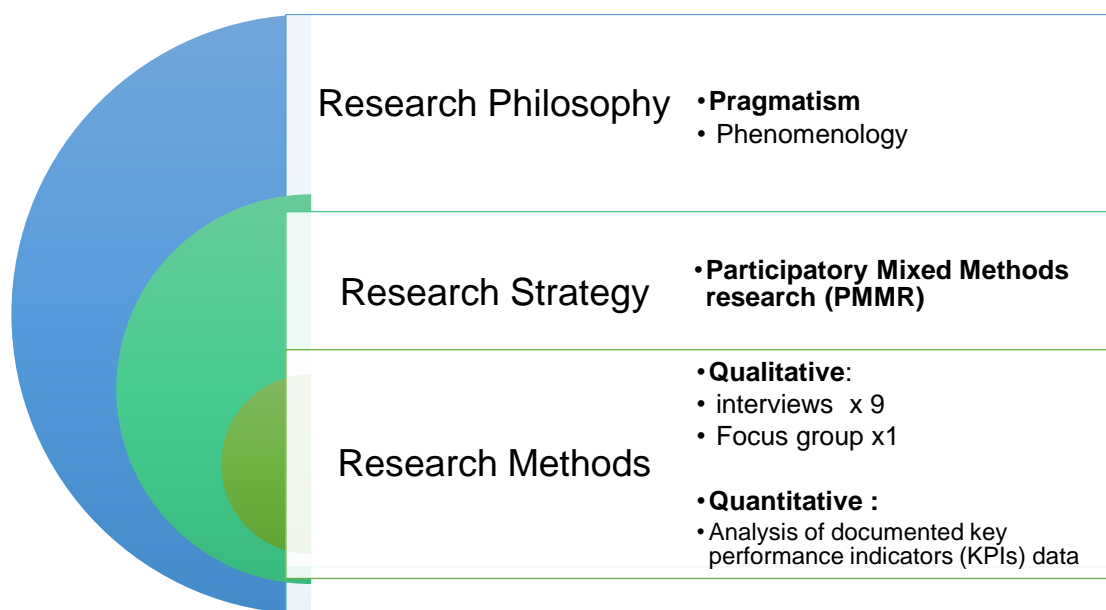 Research Philosophy
•Pragmatism
• Phenomenology
Research Strategy
•Participatory Mixed Methods
research (PMMR)
Research Methods
•Qualitative:
• interviews x 9
• Focus group x1
•Quantitative :
•Analysis of documented key
performance indicators (KPIs) data